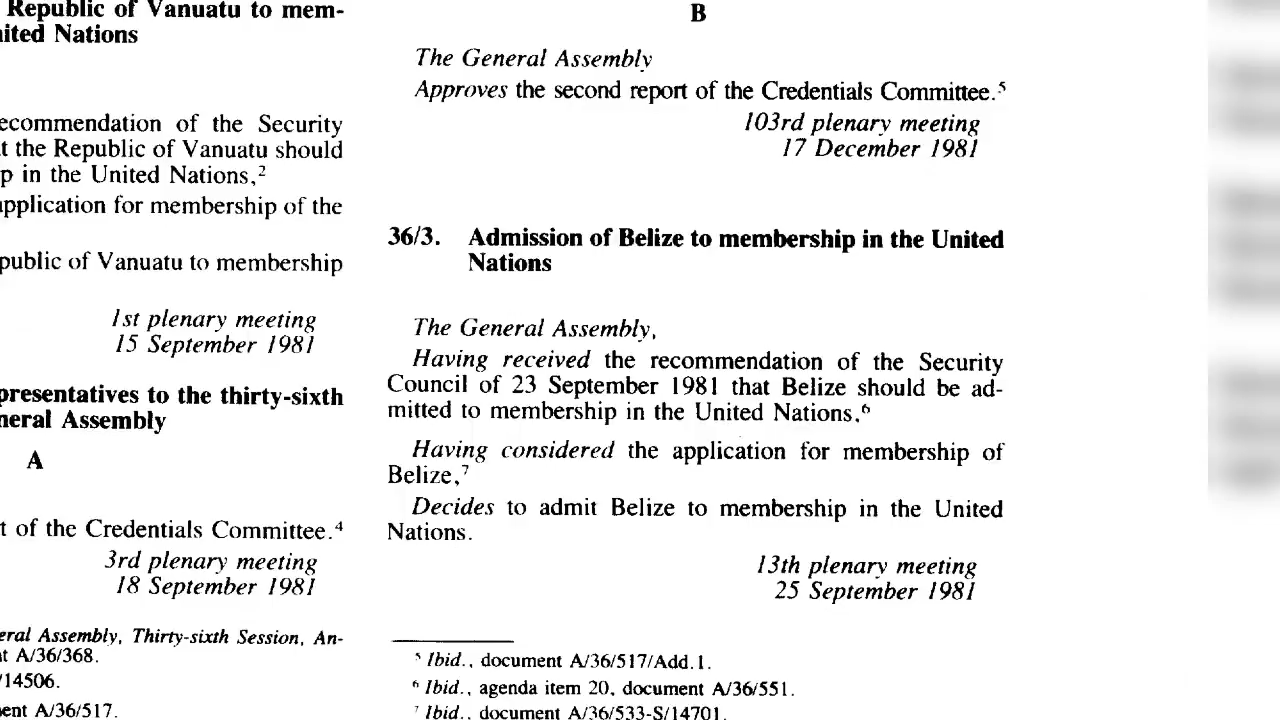 Republic of Vanuatu to mem-
ited Nations
ecommendation of the Security
t the Republic of Vanuatu should
p in the United Nations,²
pplication for membership of the
public of Vanuatu to membership
1st plenary meeting
15 September 1981
presentatives to the thirty-sixth
neral Assembly
A
t of the Credentials Committee.⁴
3rd plenary meeting
18 September 1981
eral Assembly, Thirty-sixth Session, An-
t A/36/368.
/14506.
ent A/36/517.
B
The General Assembly
Approves the second report of the Credentials Committee.⁵
103rd plenary meeting
17 December 1981
36/3. Admission of Belize to membership in the United
Nations
The General Assembly,
Having received the recommendation of the Security
Council of 23 September 1981 that Belize should be ad-
mitted to membership in the United Nations,⁶
Having considered the application for membership of
Belize,⁷
Decides to admit Belize to membership in the United
Nations.
13th plenary meeting
25 September 1981
⁵ Ibid., document A/36/517/Add.1.
⁶ Ibid., agenda item 20, document A/36/551.
⁷ Ibid., document A/36/533-S/14701.